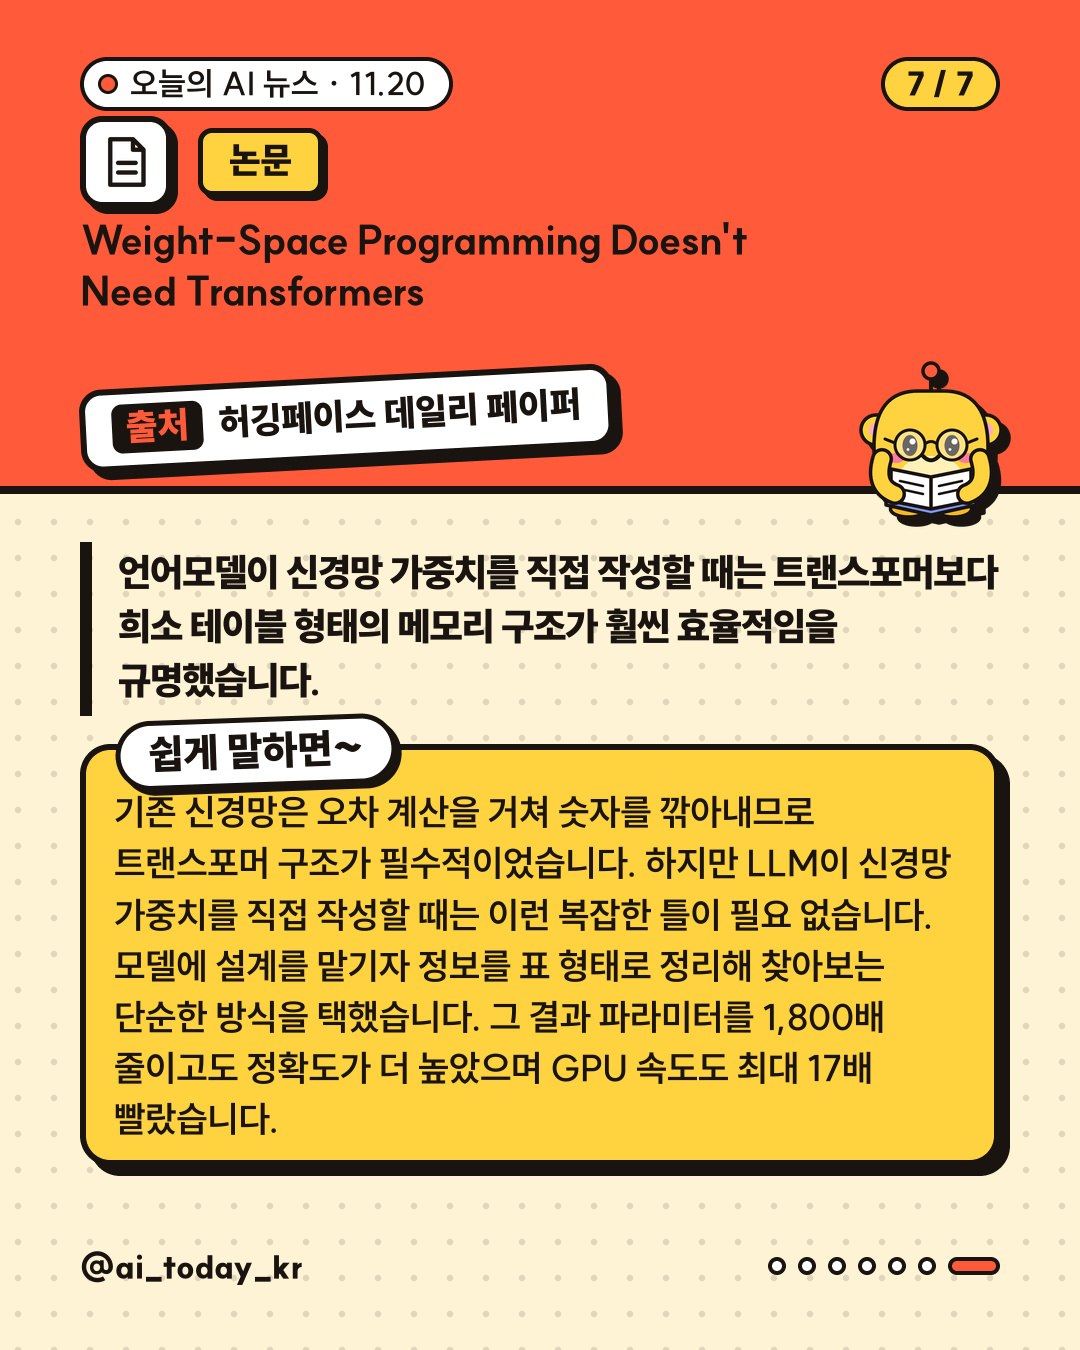 오늘의 AI 뉴스 · 11.20
7 / 7
논문
Weight-Space Programming Doesn't
Need Transformers
출처 허깅페이스 데일리 페이퍼
언어모델이 신경망 가중치를 직접 작성할 때는 트랜스포머보다
희소 테이블 형태의 메모리 구조가 훨씬 효율적임을
규명했습니다.
쉽게 말하면~
기존 신경망은 오차 계산을 거쳐 숫자를 깎아내므로
트랜스포머 구조가 필수적이었습니다. 하지만 LLM이 신경망
가중치를 직접 작성할 때는 이런 복잡한 틀이 필요 없습니다.
모델에 설계를 맡기자 정보를 표 형태로 정리해 찾아보는
단순한 방식을 택했습니다. 그 결과 파라미터를 1,800배
줄이고도 정확도가 더 높았으며 GPU 속도도 최대 17배
빨랐습니다.
@ai_today_kr